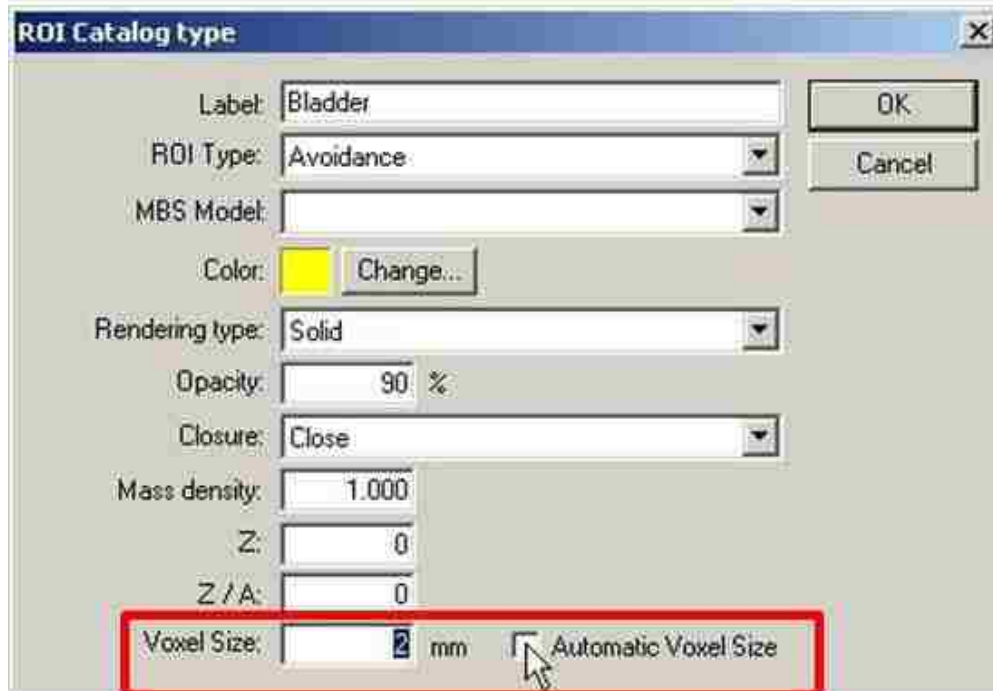 ROI Catalog type
Label: Bladder OK
ROI Type: Avoidance Cancel
MBS Model:
Color: Change...
Rendering type: Solid
Opacity: 90 %
Closure: Close
Mass density: 1.000
Z: 0
Z / A: 0
Voxel Size: 2 mm Automatic Voxel Size